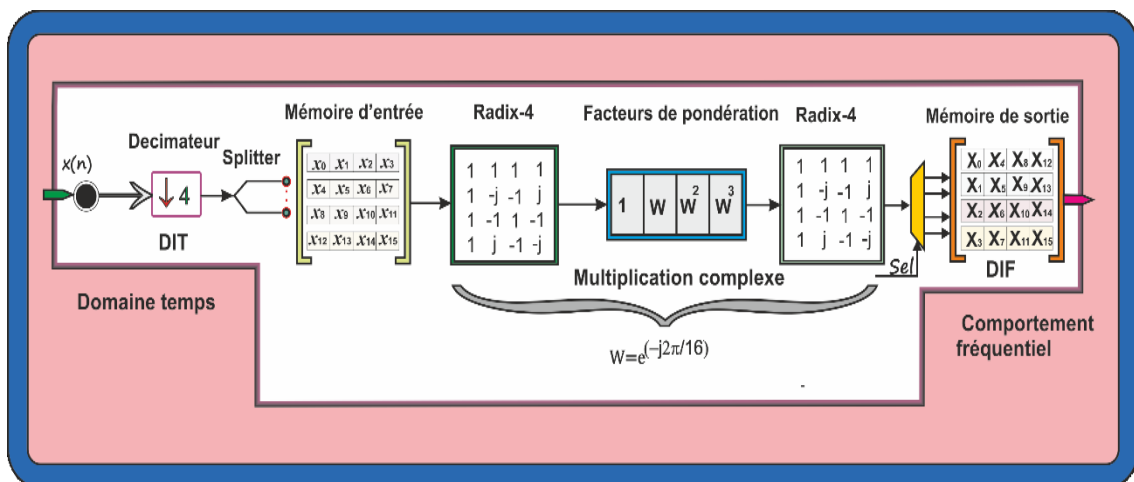 Mémoire d'entrée
Radix-4
Facteurs de pondération
Radix-4
Mémoire de sortie
Decimateur
Splitter
x(n)
↓ 4
DIT
x0 x1 x2 x3
x4 x5 x6 x7
x8 x9 x10 x11
x12 x13 x14 x15
1 1 1 1
1 -j -1 j
1 -1 1 -1
1 j -1 -j
1 W W² W³
1 1 1 1
1 -j -1 j
1 -1 1 -1
1 j -1 -j
Sel
X0 X4 X8 X12
X1 X5 X9 X13
X2 X6 X10 X14
X3 X7 X11 X15
DIF
Multiplication complexe
W=e(−j2π/16)
Domaine temps
Comportement
fréquentiel